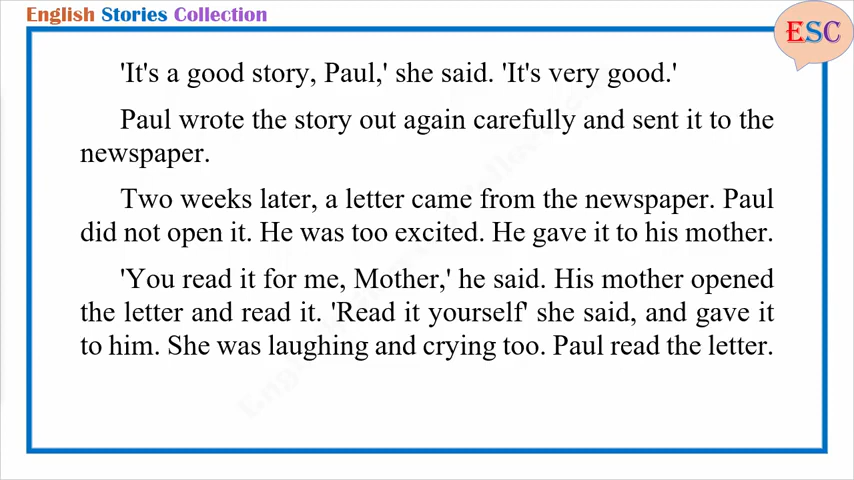 English Stories Collection
ESC
'It's a good story, Paul,' she said. 'It's very good.'
Paul wrote the story out again carefully and sent it to the
newspaper.
Two weeks later, a letter came from the newspaper. Paul
did not open it. He was too excited. He gave it to his mother.
'You read it for me, Mother,' he said. His mother opened
the letter and read it. 'Read it yourself' she said, and gave it
to him. She was laughing and crying too. Paul read the letter.